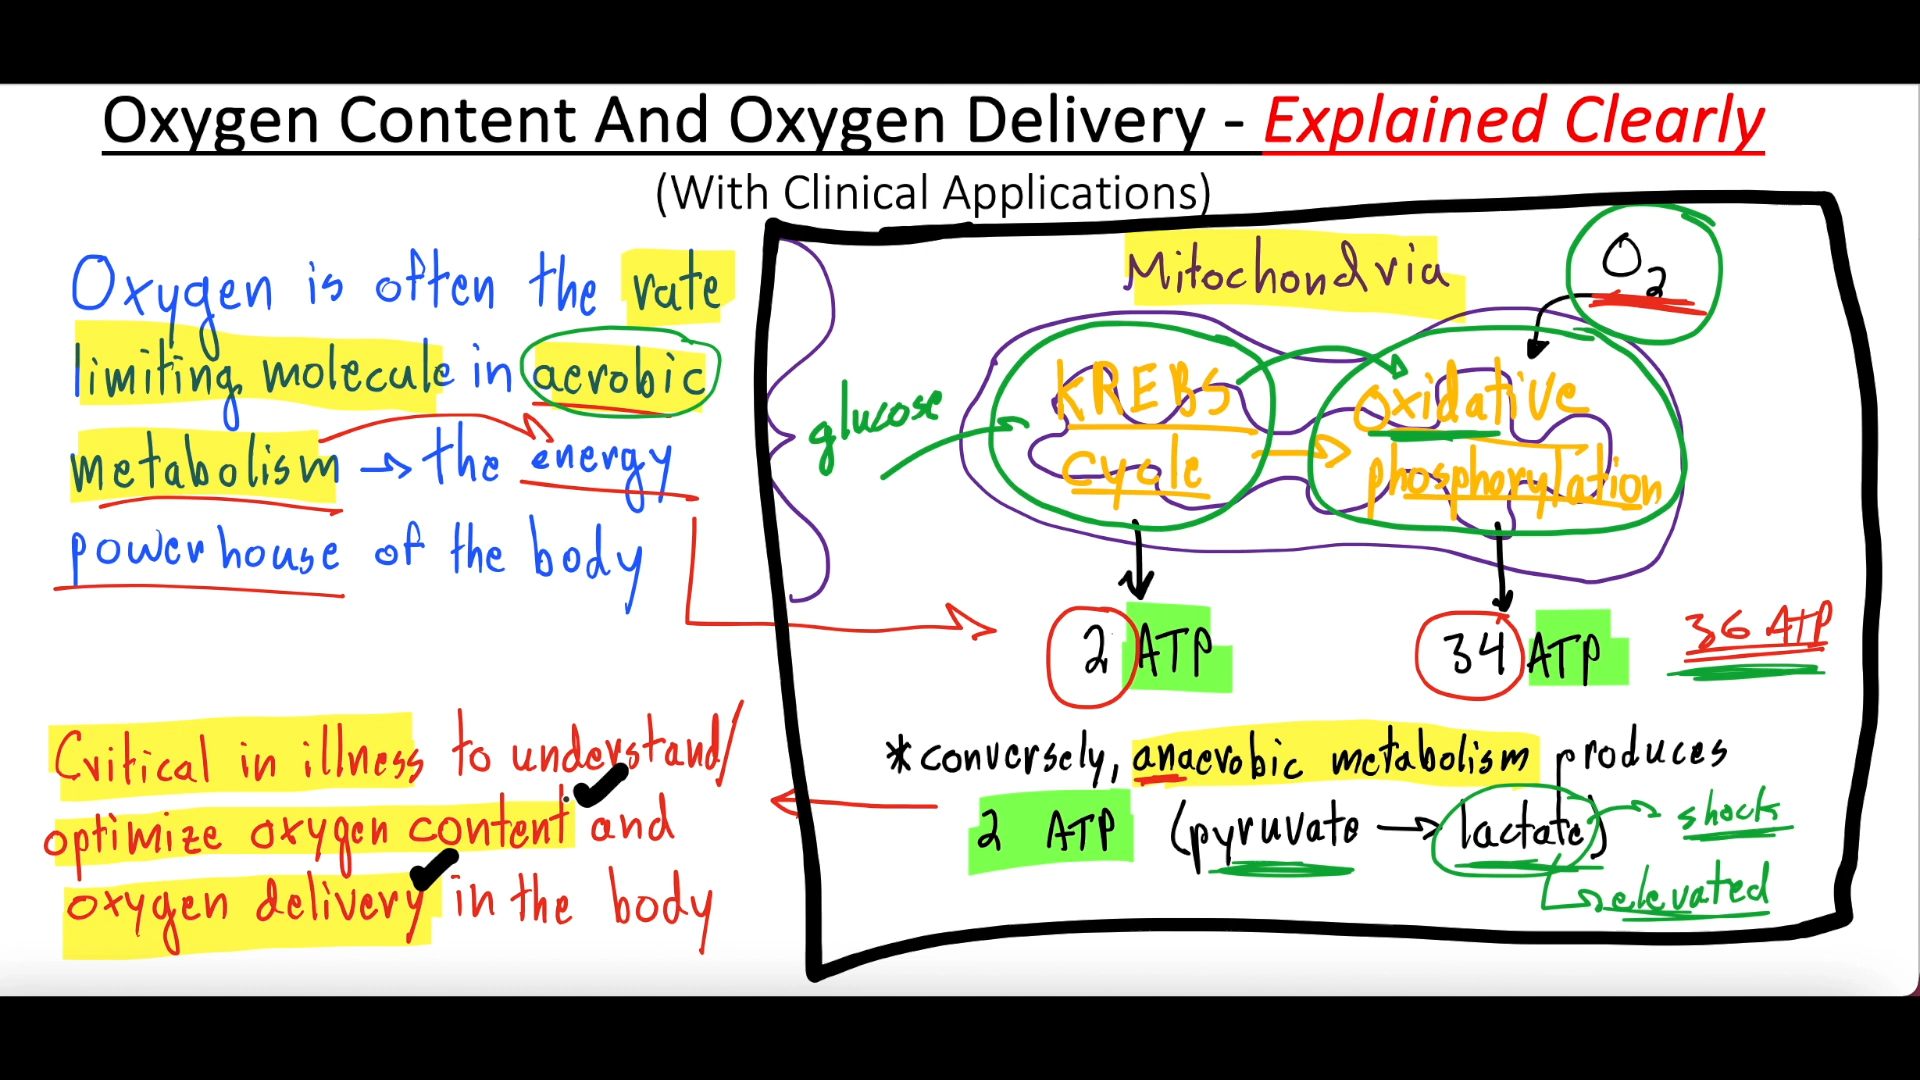 Oxygen Content And Oxygen Delivery - Explained Clearly
(With Clinical Applications)
Oxygen is often the rate
limiting molecule in aerobic
metabolism → the energy
powerhouse of the body
Critical in illness to understand/
optimize oxygen content and
oxygen delivery in the body
Mitochondria
O2
glucose
KREBS
cycle
oxidative
phosphorylation
2 ATP
34 ATP
36 ATP
*conversely, anaerobic metabolism produces
2 ATP (pyruvate → lactate)
shock
elevated